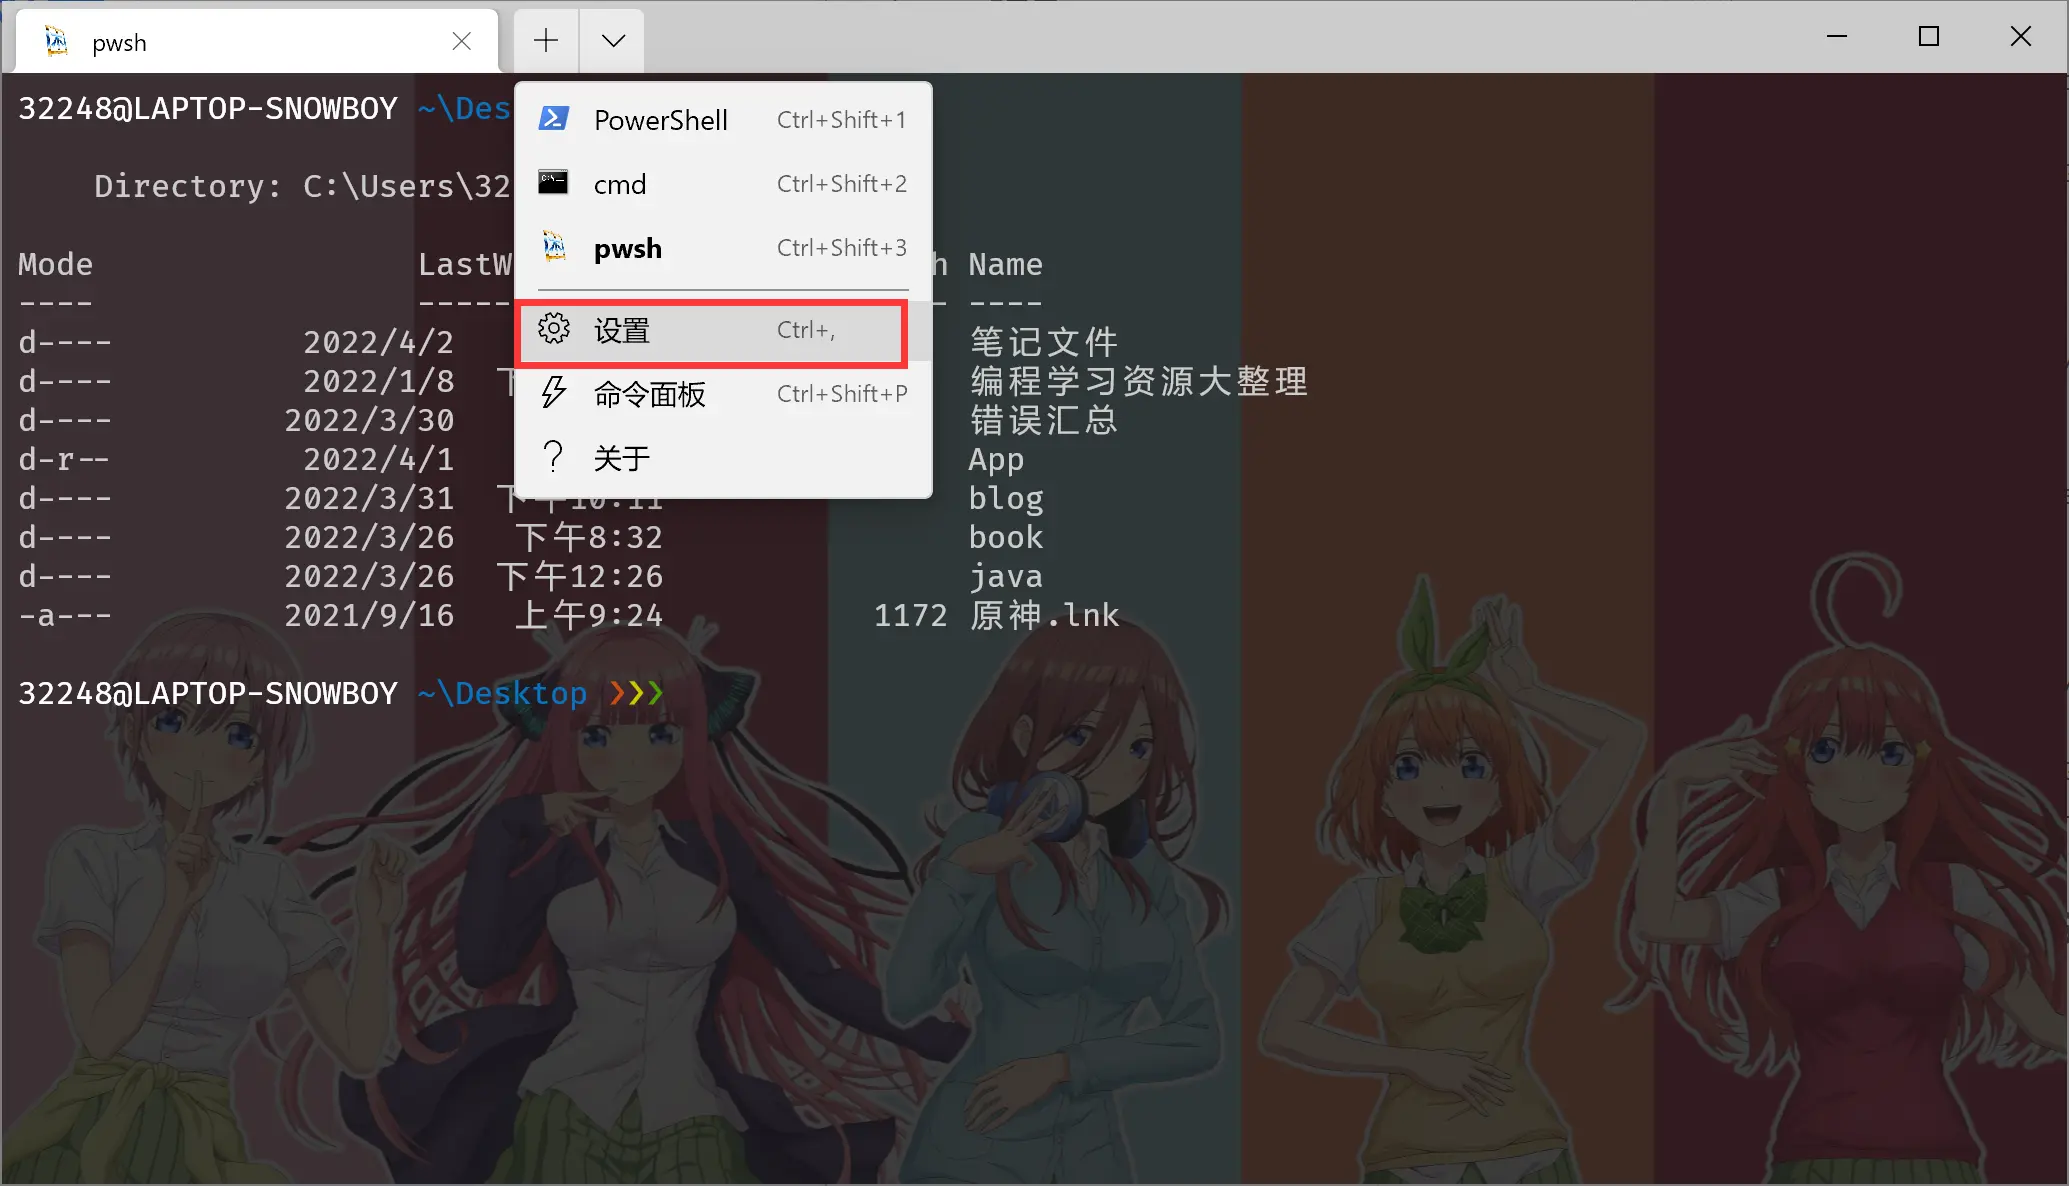 pwsh
32248@LAPTOP-SNOWBOY ~\Des
PowerShell Ctrl+Shift+1
cmd Ctrl+Shift+2
pwsh Ctrl+Shift+3
设置 Ctrl+,
命令面板 Ctrl+Shift+P
关于
Directory: C:\Users\32
Mode LastW h Name
---- ----- - ----
d---- 2022/4/2 笔记文件
d---- 2022/1/8 编程学习资源大整理
d---- 2022/3/30 错误汇总
d-r-- 2022/4/1 App
d---- 2022/3/31 下午10:11 blog
d---- 2022/3/26 下午8:32 book
d---- 2022/3/26 下午12:26 java
-a--- 2021/9/16 上午9:24 1172 原神.lnk
32248@LAPTOP-SNOWBOY ~\Desktop ❯❯❯